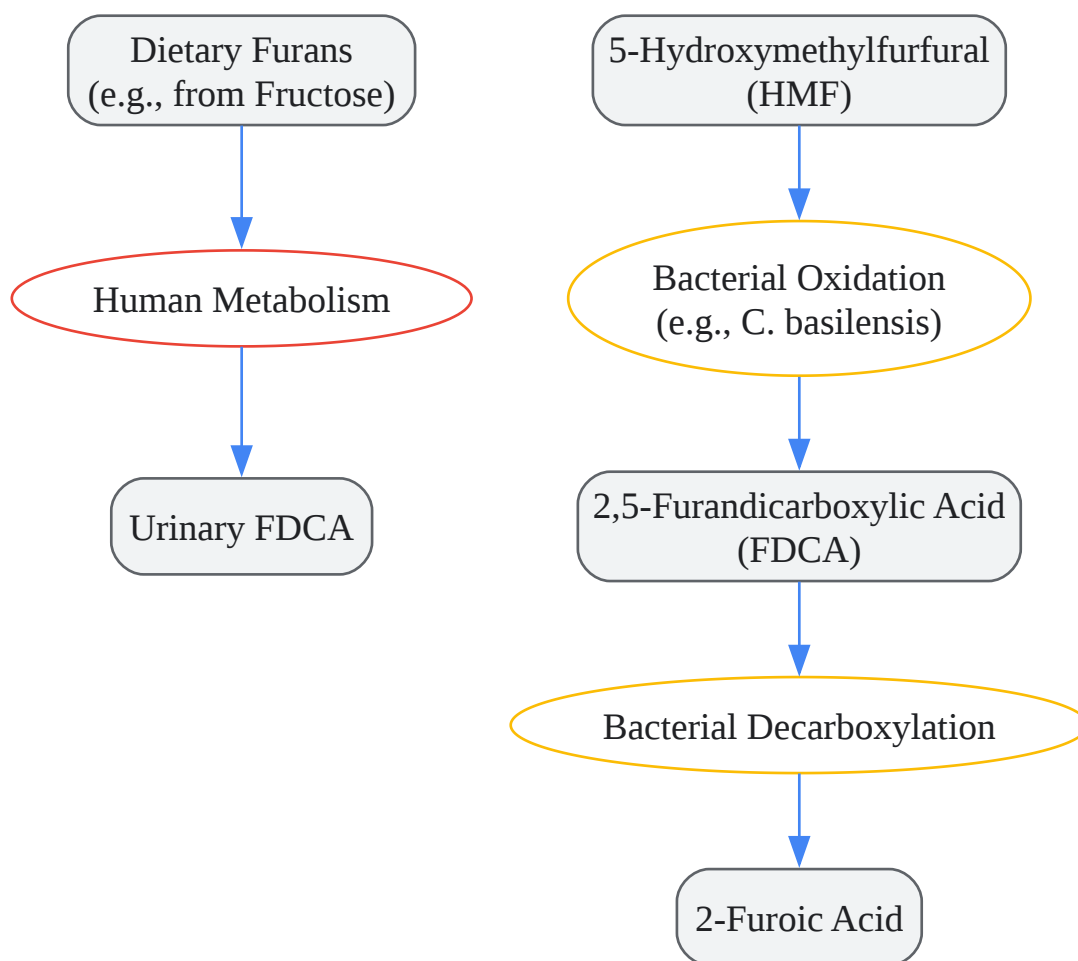 Dietary Furans
(e.g., from Fructose)
Human Metabolism
Urinary FDCA
5-Hydroxymethylfurfural
(HMF)
Bacterial Oxidation
(e.g., C. basilensis)
2,5-Furandicarboxylic Acid
(FDCA)
Bacterial Decarboxylation
2-Furoic Acid